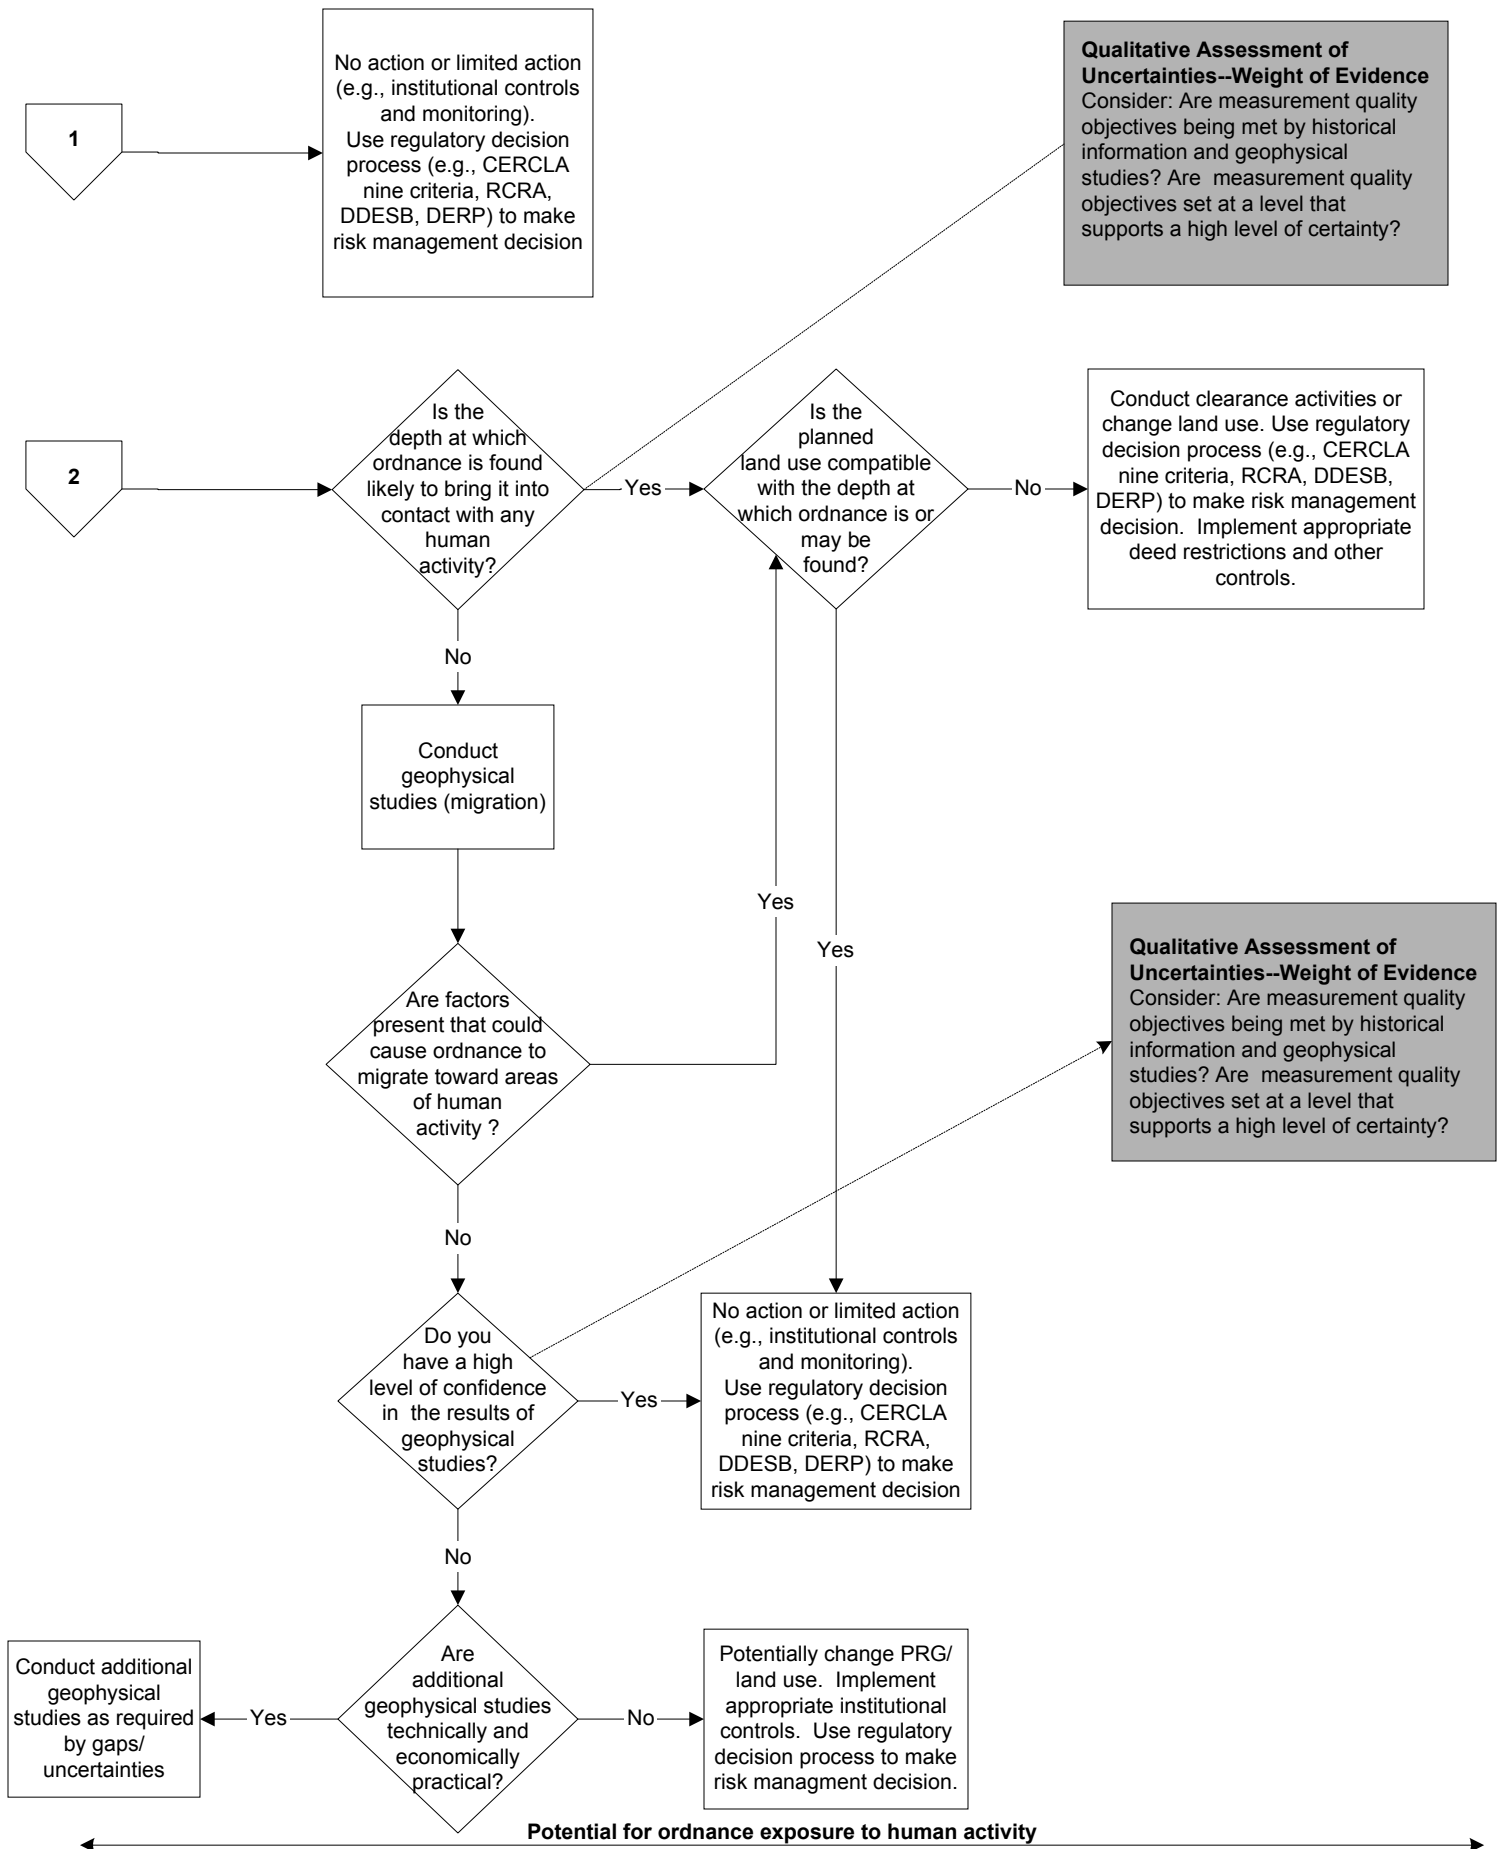 1
No action or limited action
(e.g., institutional controls
and monitoring).
Use regulatory decision
process (e.g., CERCLA
nine criteria, RCRA,
DDESB, DERP) to make
risk management decision
Qualitative Assessment of
Uncertainties--Weight of Evidence
Consider: Are measurement quality
objectives being met by historical
information and geophysical
studies? Are measurement quality
objectives set at a level that
supports a high level of certainty?
2
Is the
depth at which
ordnance is found
likely to bring it into
contact with any
human
activity?
Yes
Is the
planned
land use compatible
with the depth at
which ordnance is or
may be
found?
No
Conduct clearance activities or
change land use. Use regulatory
decision process (e.g., CERCLA
nine criteria, RCRA, DDESB,
DERP) to make risk management
decision. Implement appropriate
deed restrictions and other
controls.
No
Conduct
geophysical
studies (migration)
Yes
Yes
Are factors
present that could
cause ordnance to
migrate toward areas
of human
activity ?
Qualitative Assessment of
Uncertainties--Weight of Evidence
Consider: Are measurement quality
objectives being met by historical
information and geophysical
studies? Are measurement quality
objectives set at a level that
supports a high level of certainty?
No
Do you
have a high
level of confidence
in the results of
geophysical
studies?
Yes
No action or limited action
(e.g., institutional controls
and monitoring).
Use regulatory decision
process (e.g., CERCLA
nine criteria, RCRA,
DDESB, DERP) to make
risk management decision
No
Conduct additional
geophysical
studies as required
by gaps/
uncertainties
Yes
Are
additional
geophysical studies
technically and
economically
practical?
No
Potentially change PRG/
land use. Implement
appropriate institutional
controls. Use regulatory
decision process to make
risk managment decision.
Potential for ordnance exposure to human activity